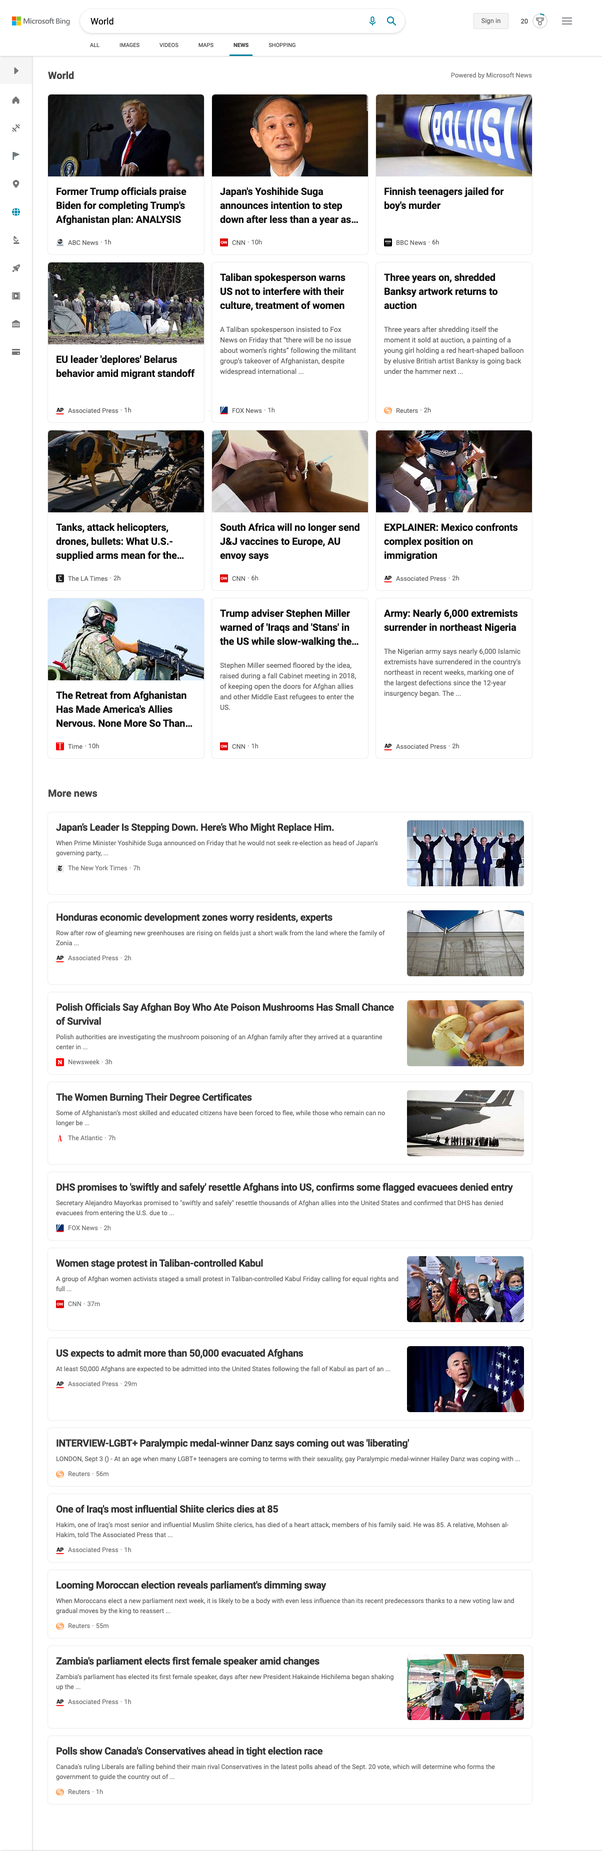 Microsoft Bing
World
Sign in
20
ALL
IMAGES
VIDEOS
MAPS
NEWS
SHOPPING
World
Powered by Microsoft News
POLIISI
Former Trump officials praise
Biden for completing Trump's
Afghanistan plan: ANALYSIS
ABC News · 1h
Japan's Yoshihide Suga
announces intention to step
down after less than a year as...
CNN · 10h
Finnish teenagers jailed for
boy's murder
BBC News · 6h
EU leader 'deplores' Belarus
behavior amid migrant standoff
AP Associated Press · 1h
Taliban spokesperson warns
US not to interfere with their
culture, treatment of women
A Taliban spokesperson insisted to Fox
News on Friday that "there will be no issue
about women's rights" following the militant
group's takeover of Afghanistan, despite
widespread international ...
FOX News · 1h
Three years on, shredded
Banksy artwork returns to
auction
Three years after shredding itself the
moment it sold at auction, a painting of a
young girl holding a red heart-shaped balloon
by elusive British artist Banksy is going back
under the hammer next ...
Reuters · 2h
Tanks, attack helicopters,
drones, bullets: What U.S.-
supplied arms mean for the...
The LA Times · 2h
South Africa will no longer send
J&J vaccines to Europe, AU
envoy says
CNN · 6h
EXPLAINER: Mexico confronts
complex position on
immigration
AP Associated Press · 2h
The Retreat from Afghanistan
Has Made America's Allies
Nervous. None More So Than...
Time · 10h
Trump adviser Stephen Miller
warned of 'Iraqs and 'Stans' in
the US while slow-walking the...
Stephen Miller seemed floored by the idea,
raised during a fall Cabinet meeting in 2018,
of keeping open the doors for Afghan allies
and other Middle East refugees to enter the
US.
CNN · 1h
Army: Nearly 6,000 extremists
surrender in northeast Nigeria
The Nigerian army says nearly 6,000 Islamic
extremists have surrendered in the country's
northeast in recent weeks, marking one of
the largest defections since the 12-year
insurgency began. The ...
AP Associated Press · 2h
More news
Japan's Leader Is Stepping Down. Here's Who Might Replace Him.
When Prime Minister Yoshihide Suga announced on Friday that he would not seek re-election as head of Japan's
governing party, ...
The New York Times · 7h
Honduras economic development zones worry residents, experts
Row after row of gleaming new greenhouses are rising on fields just a short walk from the land where the family of
Zonia ...
AP Associated Press · 2h
Polish Officials Say Afghan Boy Who Ate Poison Mushrooms Has Small Chance
of Survival
Polish authorities are investigating the mushroom poisoning of an Afghan family after they arrived at a quarantine
center in ...
Newsweek · 3h
The Women Burning Their Degree Certificates
Some of Afghanistan's most skilled and educated citizens have been forced to flee, while those who remain can no
longer be ...
The Atlantic · 7h
DHS promises to 'swiftly and safely' resettle Afghans into US, confirms some flagged evacuees denied entry
Secretary Alejandro Mayorkas promised to "swiftly and safely" resettle thousands of Afghan allies into the United States and confirmed that DHS has denied
evacuees from entering the U.S. due to ...
FOX News · 2h
Women stage protest in Taliban-controlled Kabul
A group of Afghan women activists staged a small protest in Taliban-controlled Kabul Friday calling for equal rights and
full ...
CNN · 37m
US expects to admit more than 50,000 evacuated Afghans
At least 50,000 Afghans are expected to be admitted into the United States following the fall of Kabul as part of an ...
AP Associated Press · 29m
INTERVIEW-LGBT+ Paralympic medal-winner Danz says coming out was 'liberating'
LONDON, Sept 3 () - At an age when many LGBT+ teenagers are coming to terms with their sexuality, gay Paralympic medal-winner Hailey Danz was coping with ...
Reuters · 56m
One of Iraq's most influential Shiite clerics dies at 85
Hakim, one of Iraq's most senior and influential Muslim Shiite clerics, has died of a heart attack, members of his family said. He was 85. A relative, Mohsen al-
Hakim, told The Associated Press that ...
AP Associated Press · 1h
Looming Moroccan election reveals parliament's dimming sway
When Moroccans elect a new parliament next week, it is likely to be a body with even less influence than its recent predecessors thanks to a new voting law and
gradual moves by the king to reassert ...
Reuters · 55m
Zambia's parliament elects first female speaker amid changes
Zambia's parliament has elected its first female speaker, days after new President Hakainde Hichilema began shaking
up the ...
AP Associated Press · 1h
Polls show Canada's Conservatives ahead in tight election race
Canada's ruling Liberals are falling behind their main rival Conservatives in the latest polls ahead of the Sept. 20 vote, which will determine who forms the
government to guide the country out of ...
Reuters · 1h